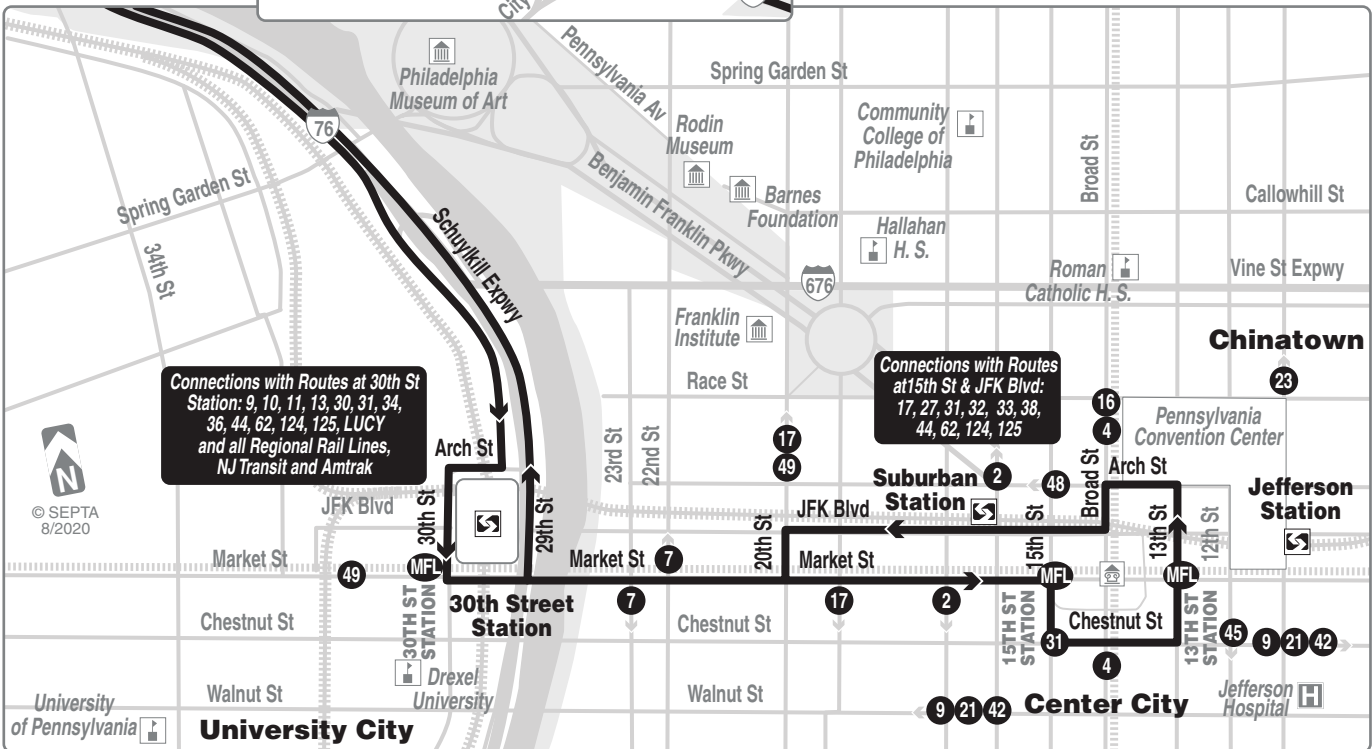 City
Pennsylvania Av
Spring Garden St
Philadelphia
Museum of Art
76
Rodin
Museum
Community
College of
Philadelphia
Broad St
Spring Garden St
Benjamin Franklin Pkwy
Barnes
Foundation
Callowhill St
34th St
Schuylkill Expwy
Hallahan
H. S.
676
Roman
Catholic H. S.
Vine St Expwy
Franklin
Institute
Chinatown
Race St
23
Connections with Routes at 30th St
Station: 9, 10, 11, 13, 30, 31, 34,
36, 44, 62, 124, 125, LUCY
and all Regional Rail Lines,
NJ Transit and Amtrak
Connections with Routes
at15th St & JFK Blvd:
17, 27, 31, 32, 33, 38,
44, 62, 124, 125
16
4
Pennsylvania
Convention Center
N
© SEPTA
8/2020
Arch St
23rd St
22nd St
17
49
Suburban
Station
2
48
Broad St
Arch St
Jefferson
Station
JFK Blvd
30th St
29th St
20th St
JFK Blvd
15th St
13th St
12th St
Market St
49
MFL
Market St
7
Market St
MFL
MFL
30TH ST
STATION
30th Street
Station
7
17
2
15TH ST
STATION
31
Chestnut St
13TH ST
STATION
45
9
21
42
Chestnut St
Chestnut St
4
Drexel
University
Walnut St
Walnut St
9
21
42
Center City
Jefferson
Hospital
H
University
of Pennsylvania
University City